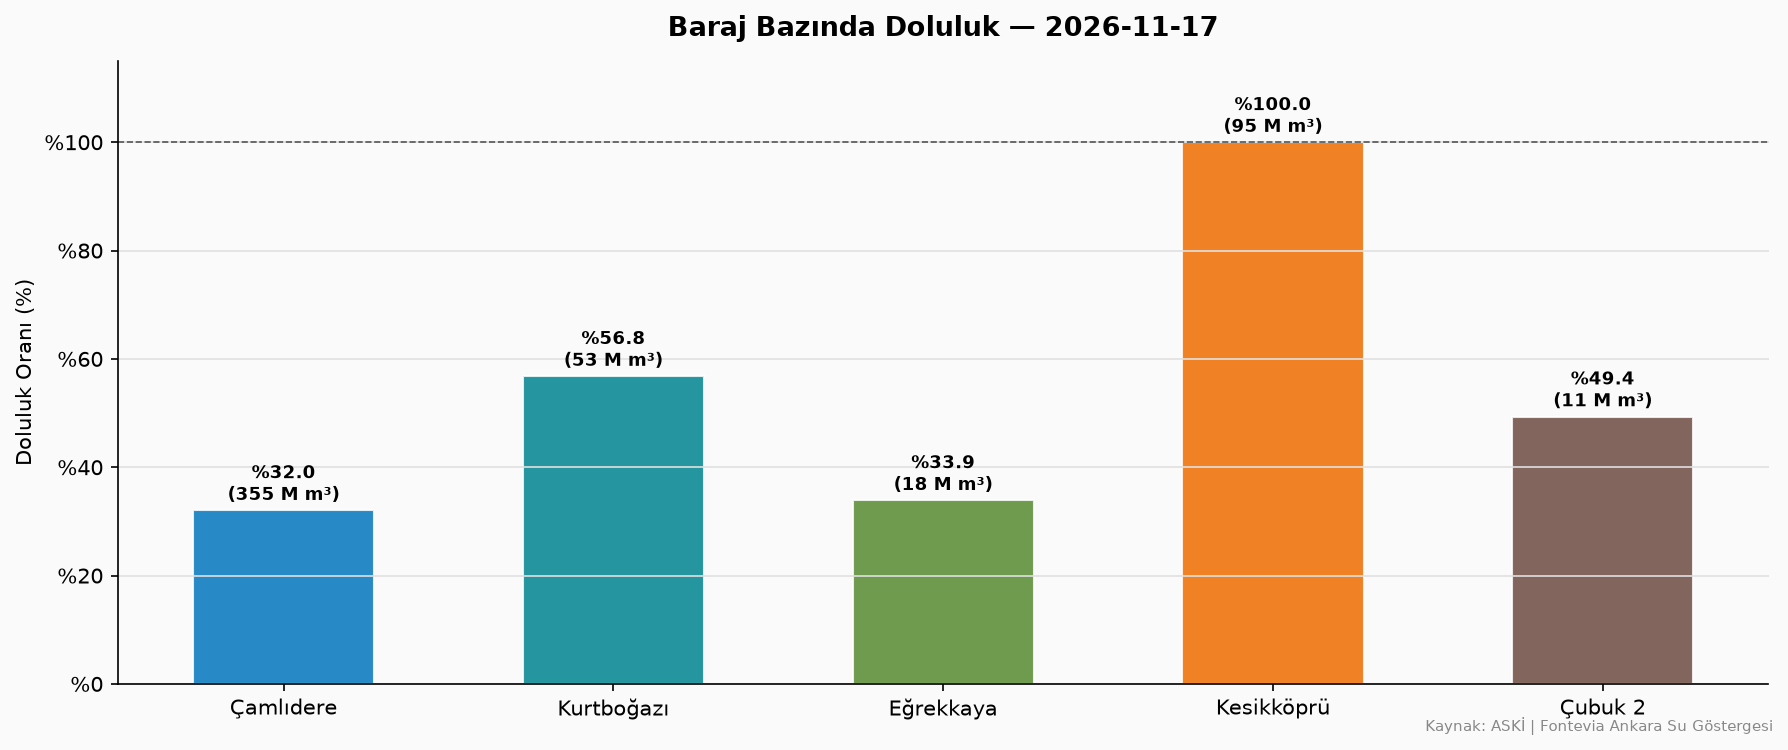 Baraj Bazında Doluluk — 2026-11-17
Doluluk Oranı (%)
%100
%80
%60
%40
%20
%0
%32.0
(355 M m³)
%56.8
(53 M m³)
%33.9
(18 M m³)
%100.0
(95 M m³)
%49.4
(11 M m³)
Çamlıdere
Kurtboğazı
Eğrekkaya
Kesikköprü
Çubuk 2
Kaynak: ASKİ | Fontevia Ankara Su Göstergesi